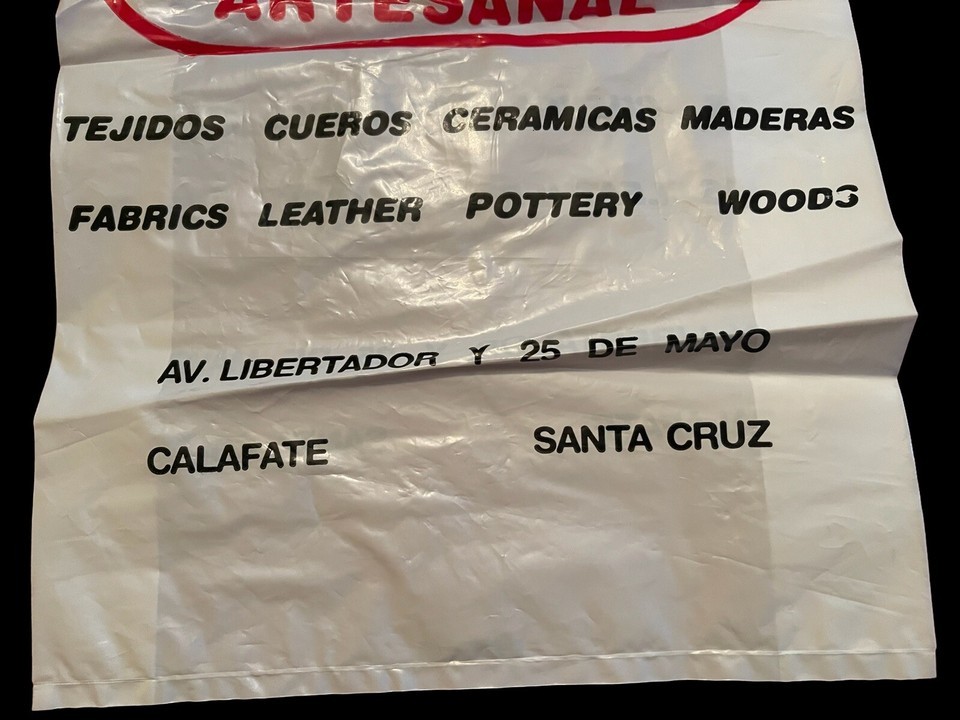 ARTESANAL
TEJIDOS CUEROS CERAMICAS MADERAS
FABRICS LEATHER POTTERY WOODS
AV. LIBERTADOR Y 25 DE MAYO
CALAFATE SANTA CRUZ